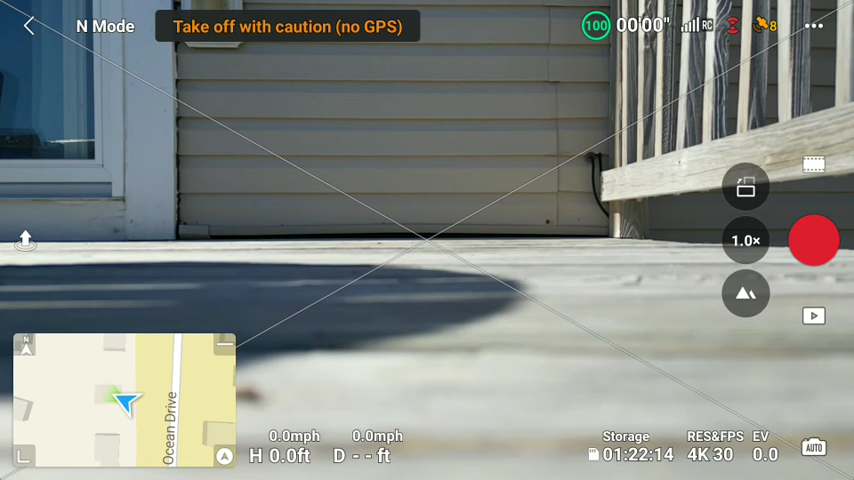 N Mode
Take off with caution (no GPS)
100
00'00"
RC
8
1.0×
N
Ocean Drive
0.0mph 0.0mph
H 0.0ft D - - ft
Storage RES&FPS EV
01:22:14 4K 30 0.0
AUTO